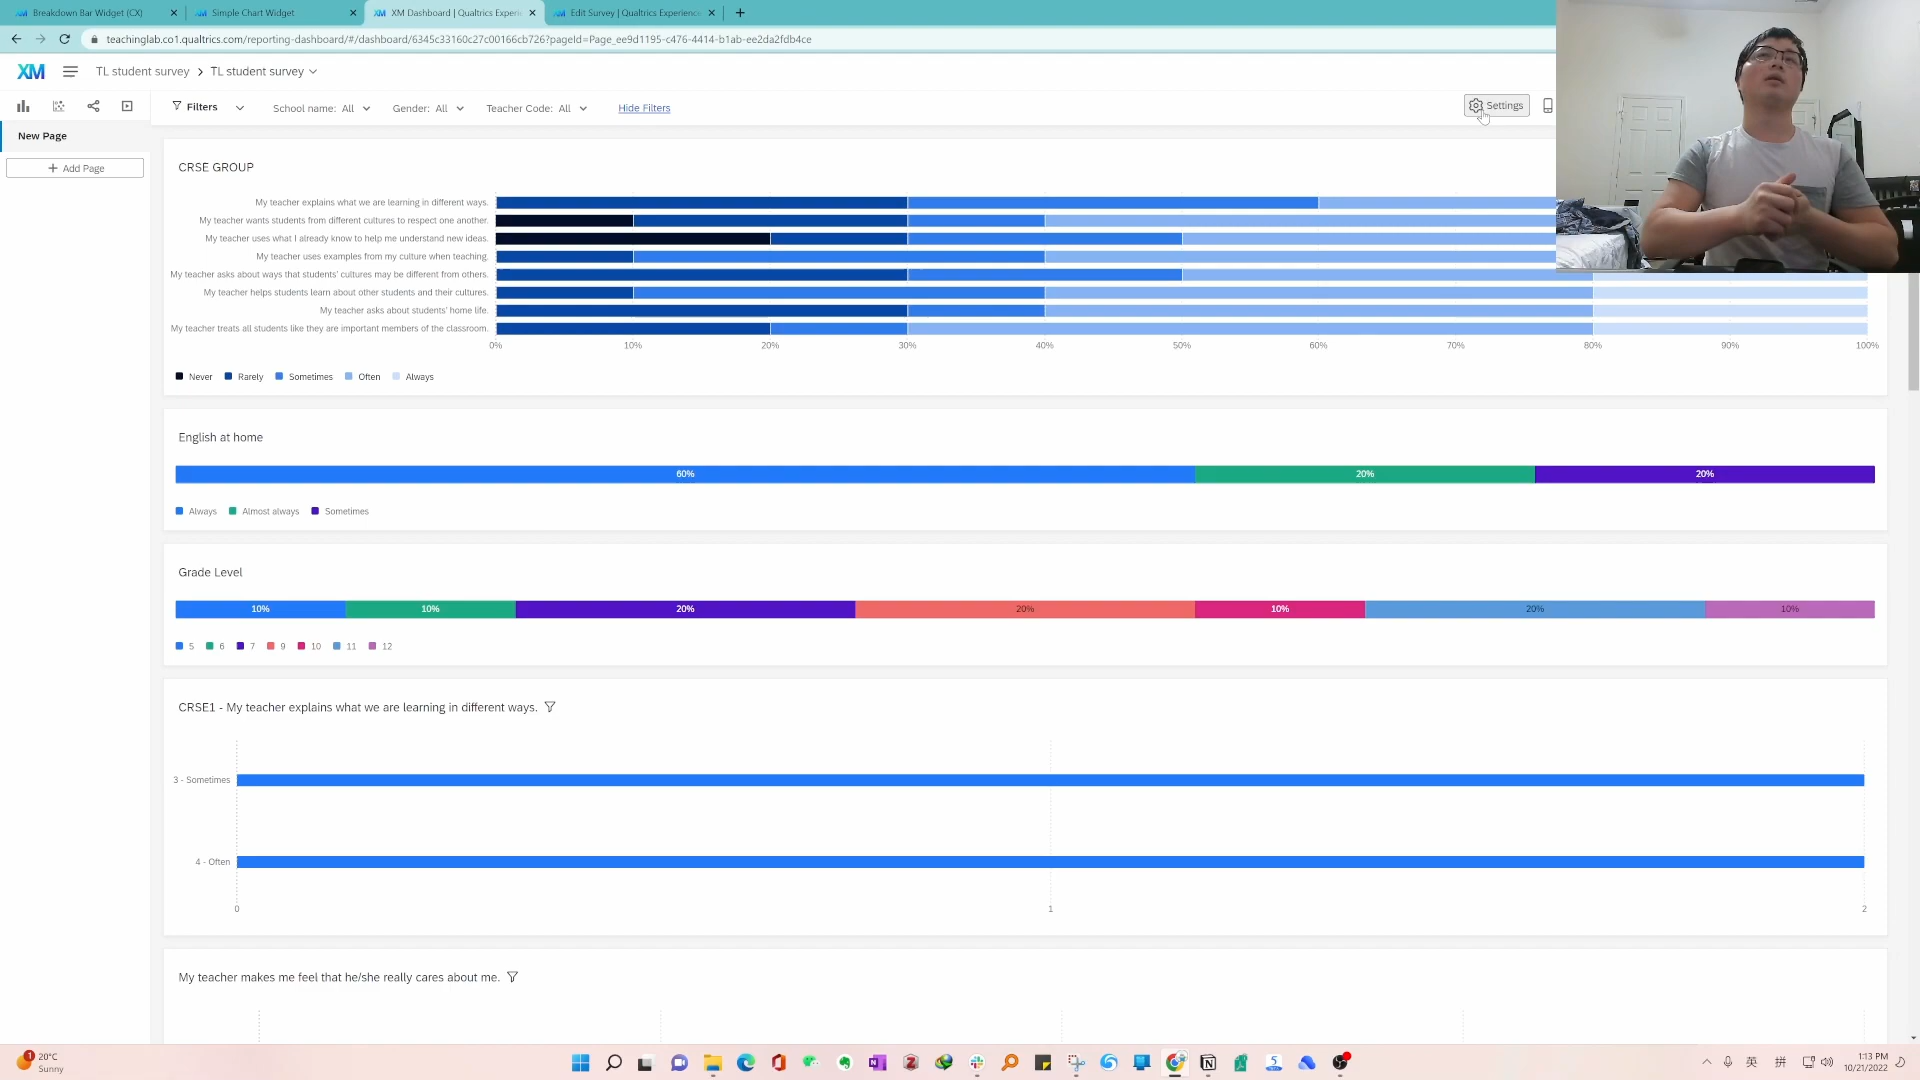 Breakdown Bar Widget (CX)
Simple Chart Widget
XM Dashboard | Qualtrics Experie
Edit Survey | Qualtrics Experience
teachinglab.co1.qualtrics.com/reporting-dashboard/#/dashboard/6345c33160c27c00166cb726?pageId=Page_ee9d1195-c476-4414-b1ab-ee2da2fdb4ce
XM TL student survey > TL student survey
Filters School name: All Gender: All Teacher Code: All Hide Filters Settings
New Page
+ Add Page
CRSE GROUP
My teacher explains what we are learning in different ways.
My teacher wants students from different cultures to respect one another.
My teacher uses what I already know to help me understand new ideas.
My teacher uses examples from my culture when teaching.
My teacher asks about ways that students' cultures may be different from others.
My teacher helps students learn about other students and their cultures.
My teacher asks about students' home life.
My teacher treats all students like they are important members of the classroom.
0% 10% 20% 30% 40% 50% 60% 70% 80% 90% 100%
Never Rarely Sometimes Often Always
English at home
60% 20% 20%
Always Almost always Sometimes
Grade Level
10% 10% 20% 20% 10% 20% 10%
5 6 7 9 10 11 12
CRSE1 - My teacher explains what we are learning in different ways.
3 - Sometimes
4 - Often
0 1 2
My teacher makes me feel that he/she really cares about me.
1 20°C
Sunny
英 拼
1:13 PM
10/21/2022